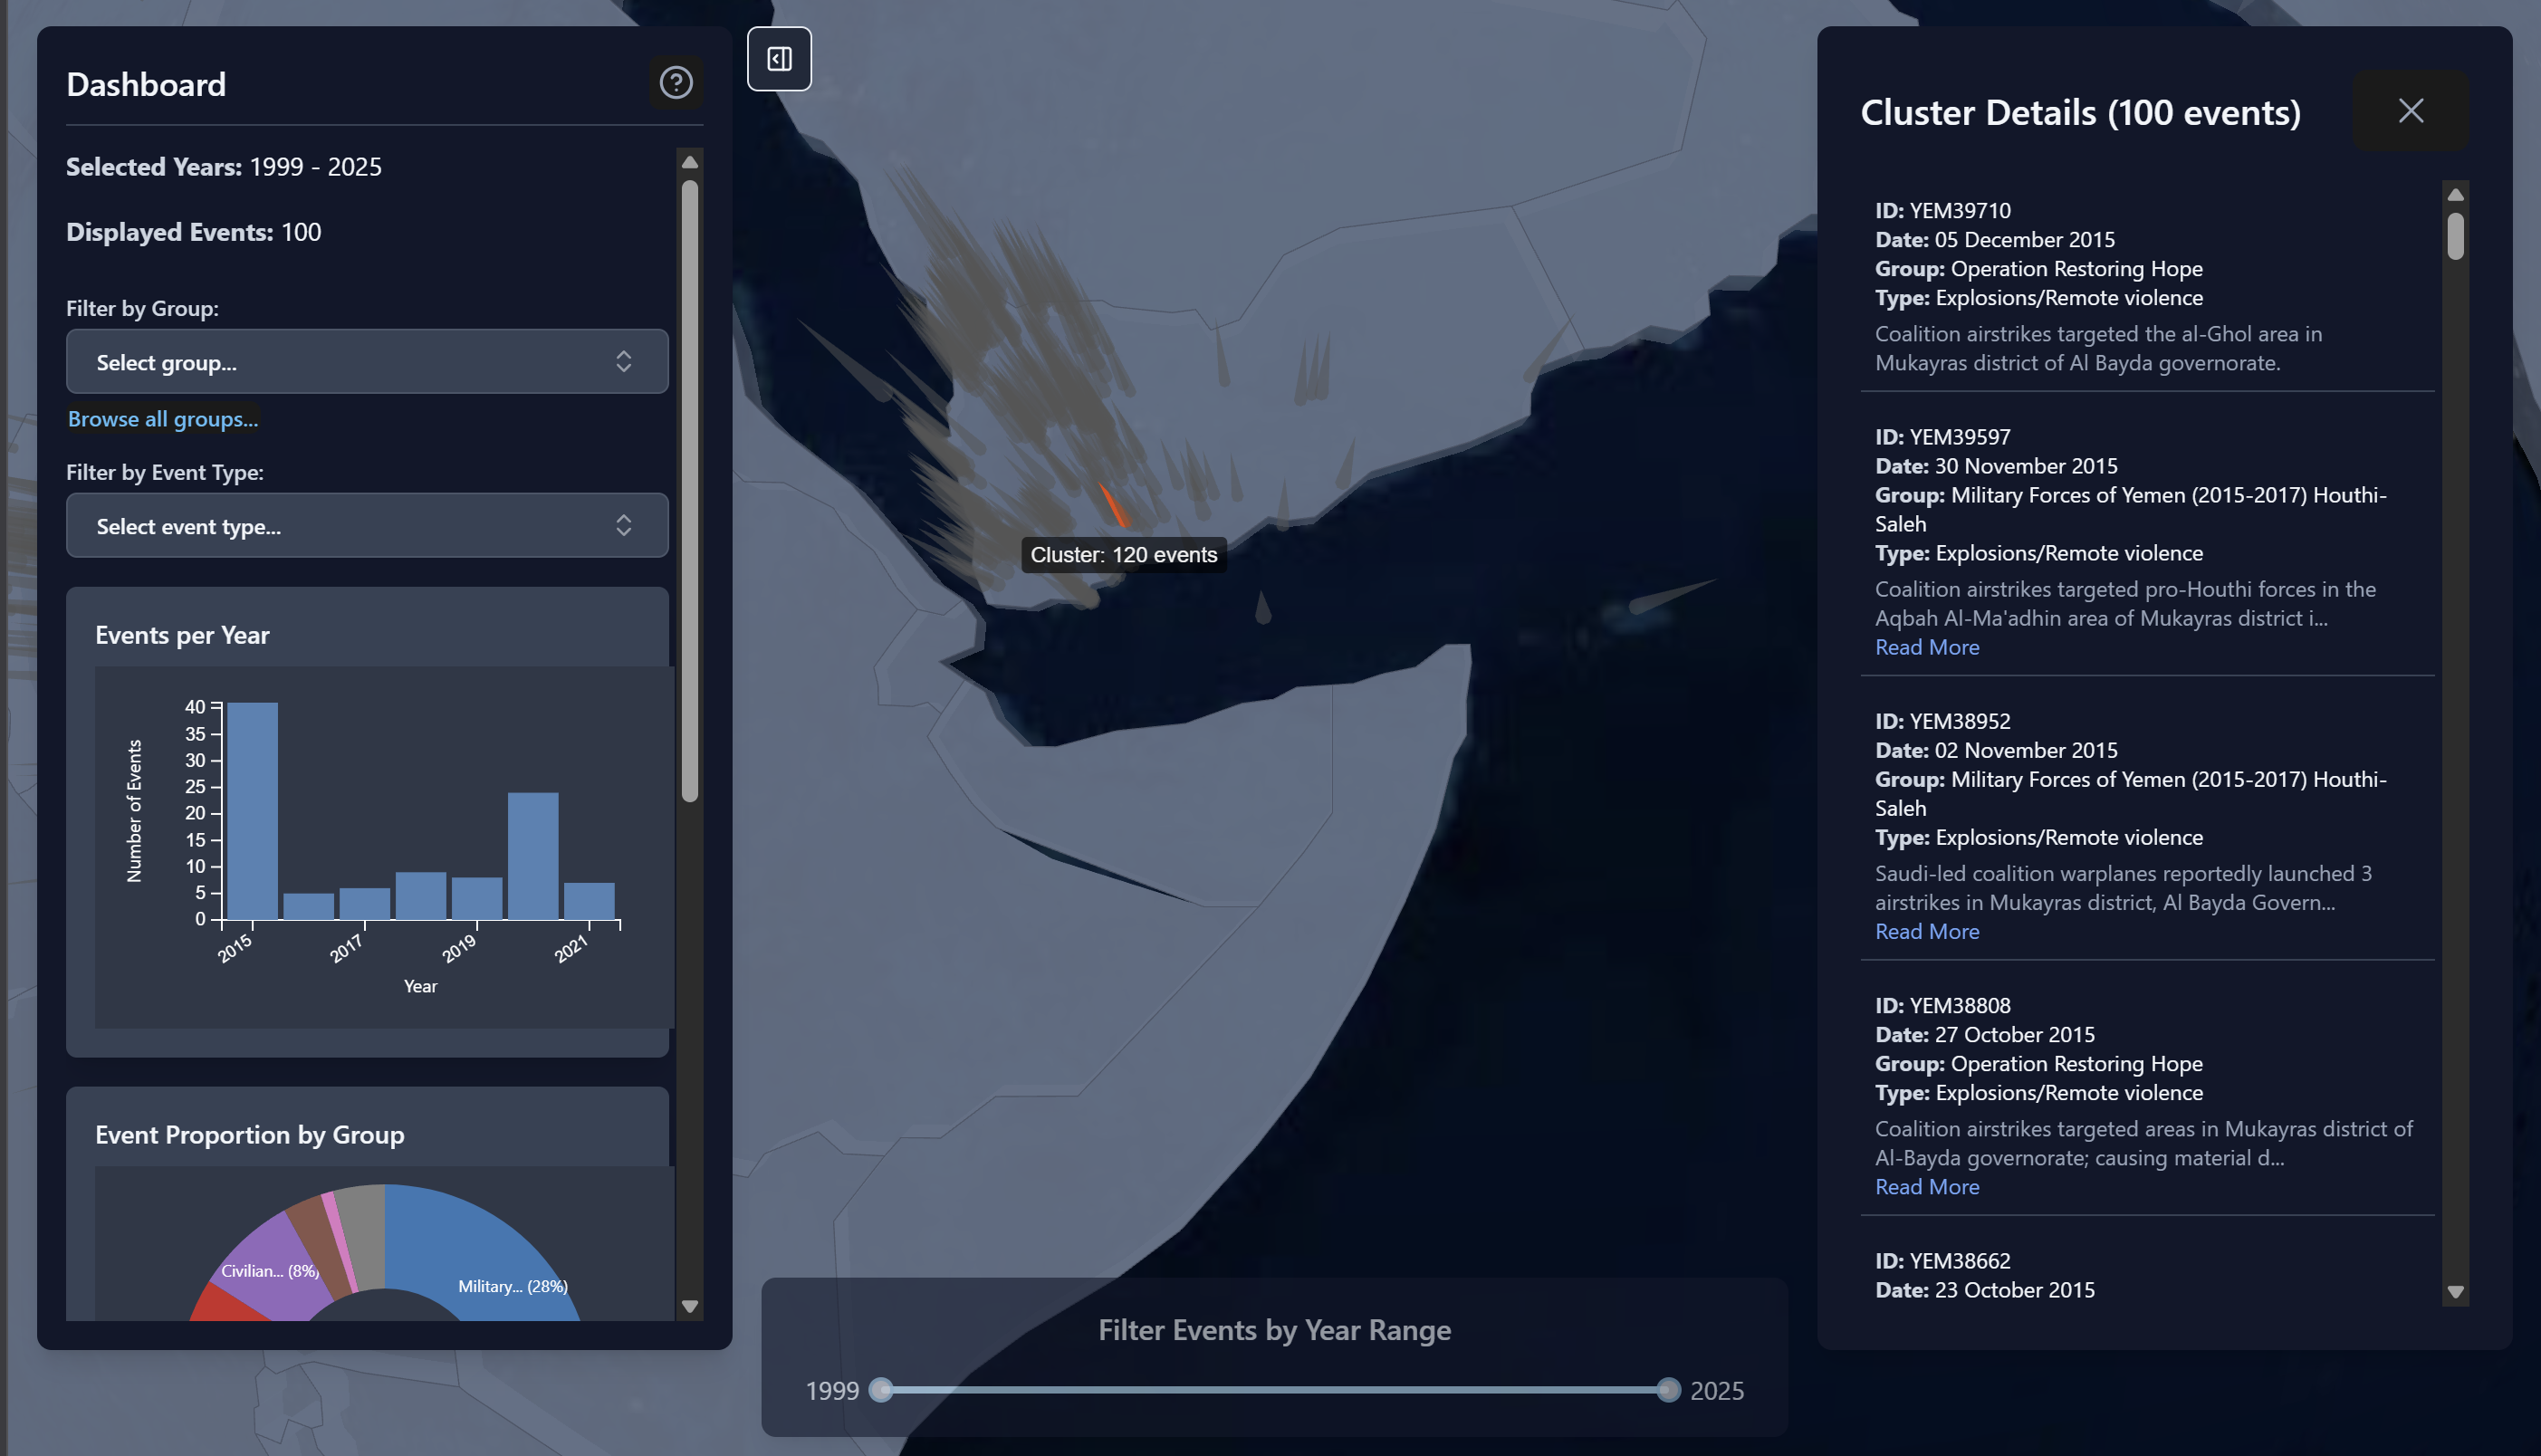 Dashboard
Selected Years: 1999 - 2025
Displayed Events: 100
Filter by Group:
Select group...
Browse all groups...
Filter by Event Type:
Select event type...
Events per Year
Number of Events
40
35
30
25
20
15
10
5
0
2015
2017
2019
2021
Year
Event Proportion by Group
Civilian... (8%)
Military... (28%)
Cluster: 120 events
Filter Events by Year Range
1999
2025
Cluster Details (100 events)
ID: YEM39710
Date: 05 December 2015
Group: Operation Restoring Hope
Type: Explosions/Remote violence
Coalition airstrikes targeted the al-Ghol area in
Mukayras district of Al Bayda governorate.
ID: YEM39597
Date: 30 November 2015
Group: Military Forces of Yemen (2015-2017) Houthi-
Saleh
Type: Explosions/Remote violence
Coalition airstrikes targeted pro-Houthi forces in the
Aqbah Al-Ma'adhin area of Mukayras district i...
Read More
ID: YEM38952
Date: 02 November 2015
Group: Military Forces of Yemen (2015-2017) Houthi-
Saleh
Type: Explosions/Remote violence
Saudi-led coalition warplanes reportedly launched 3
airstrikes in Mukayras district, Al Bayda Govern...
Read More
ID: YEM38808
Date: 27 October 2015
Group: Operation Restoring Hope
Type: Explosions/Remote violence
Coalition airstrikes targeted areas in Mukayras district of
Al-Bayda governorate; causing material d...
Read More
ID: YEM38662
Date: 23 October 2015